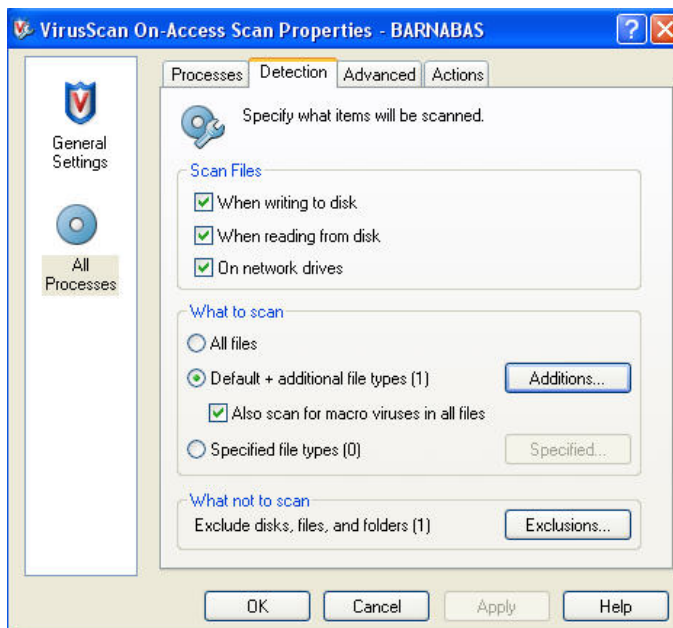 VirusScan On-Access Scan Properties - BARNABAS
General
Settings
All
Processes
Processes
Detection
Advanced
Actions
Specify what items will be scanned.
Scan Files
When writing to disk
When reading from disk
On network drives
What to scan
All files
Default + additional file types (1)
Additions...
Also scan for macro viruses in all files
Specified file types (0)
Specified...
What not to scan
Exclude disks, files, and folders (1)
Exclusions...
OK
Cancel
Apply
Help